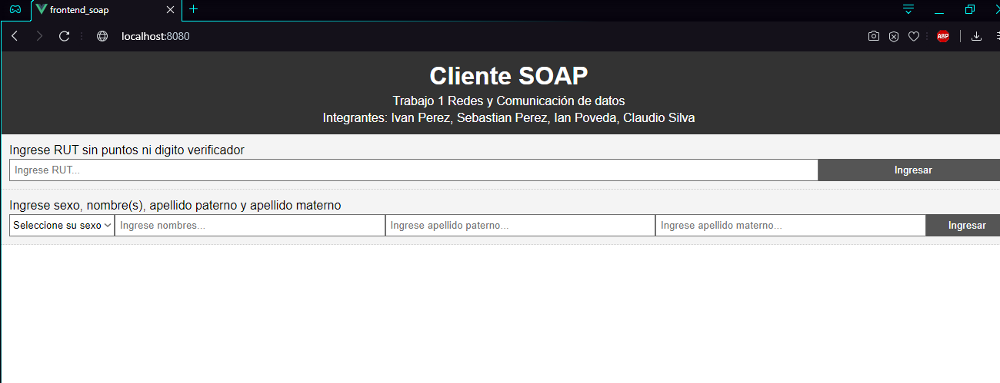 frontend_soap
localhost:8080
ABP
Cliente SOAP
Trabajo 1 Redes y Comunicación de datos
Integrantes: Ivan Perez, Sebastian Perez, Ian Poveda, Claudio Silva
Ingrese RUT sin puntos ni digito verificador
Ingrese RUT... Ingresar
Ingrese sexo, nombre(s), apellido paterno y apellido materno
Seleccione su sexo Ingrese nombres... Ingrese apellido paterno... Ingrese apellido materno... Ingresar